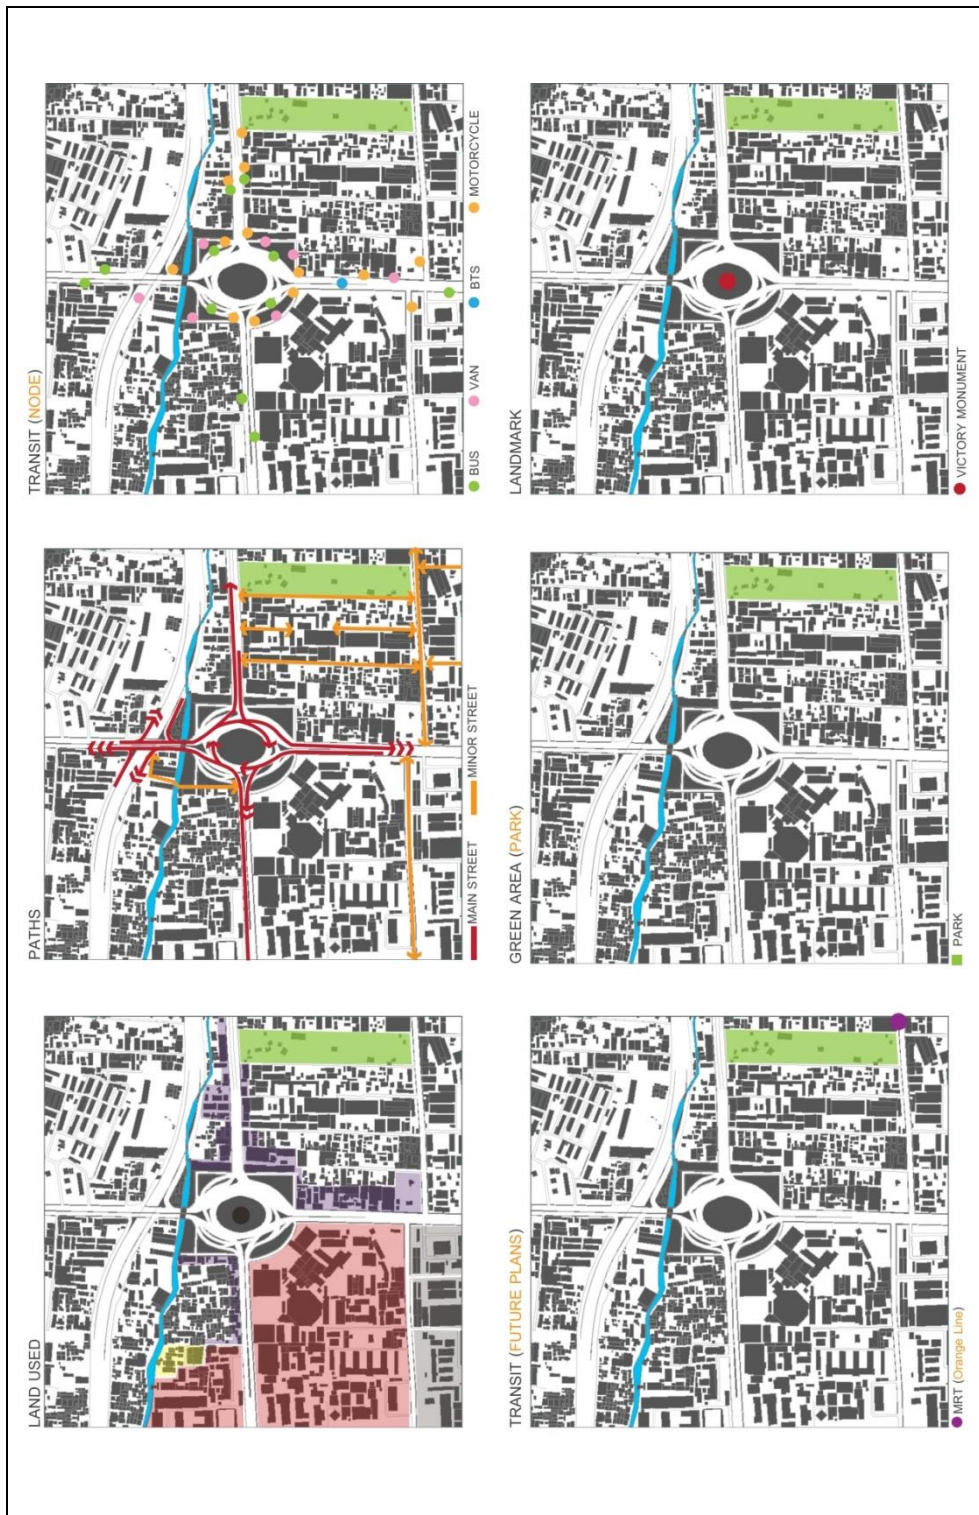 LAND USED
PATHS
MAIN STREET
MINOR STREET
TRANSIT (NODE)
BUS
VAN
BTS
MOTORCYCLE
TRANSIT (FUTURE PLANS)
MRT (Orange Line)
GREEN AREA (PARK)
PARK
LANDMARK
VICTORY MONUMENT